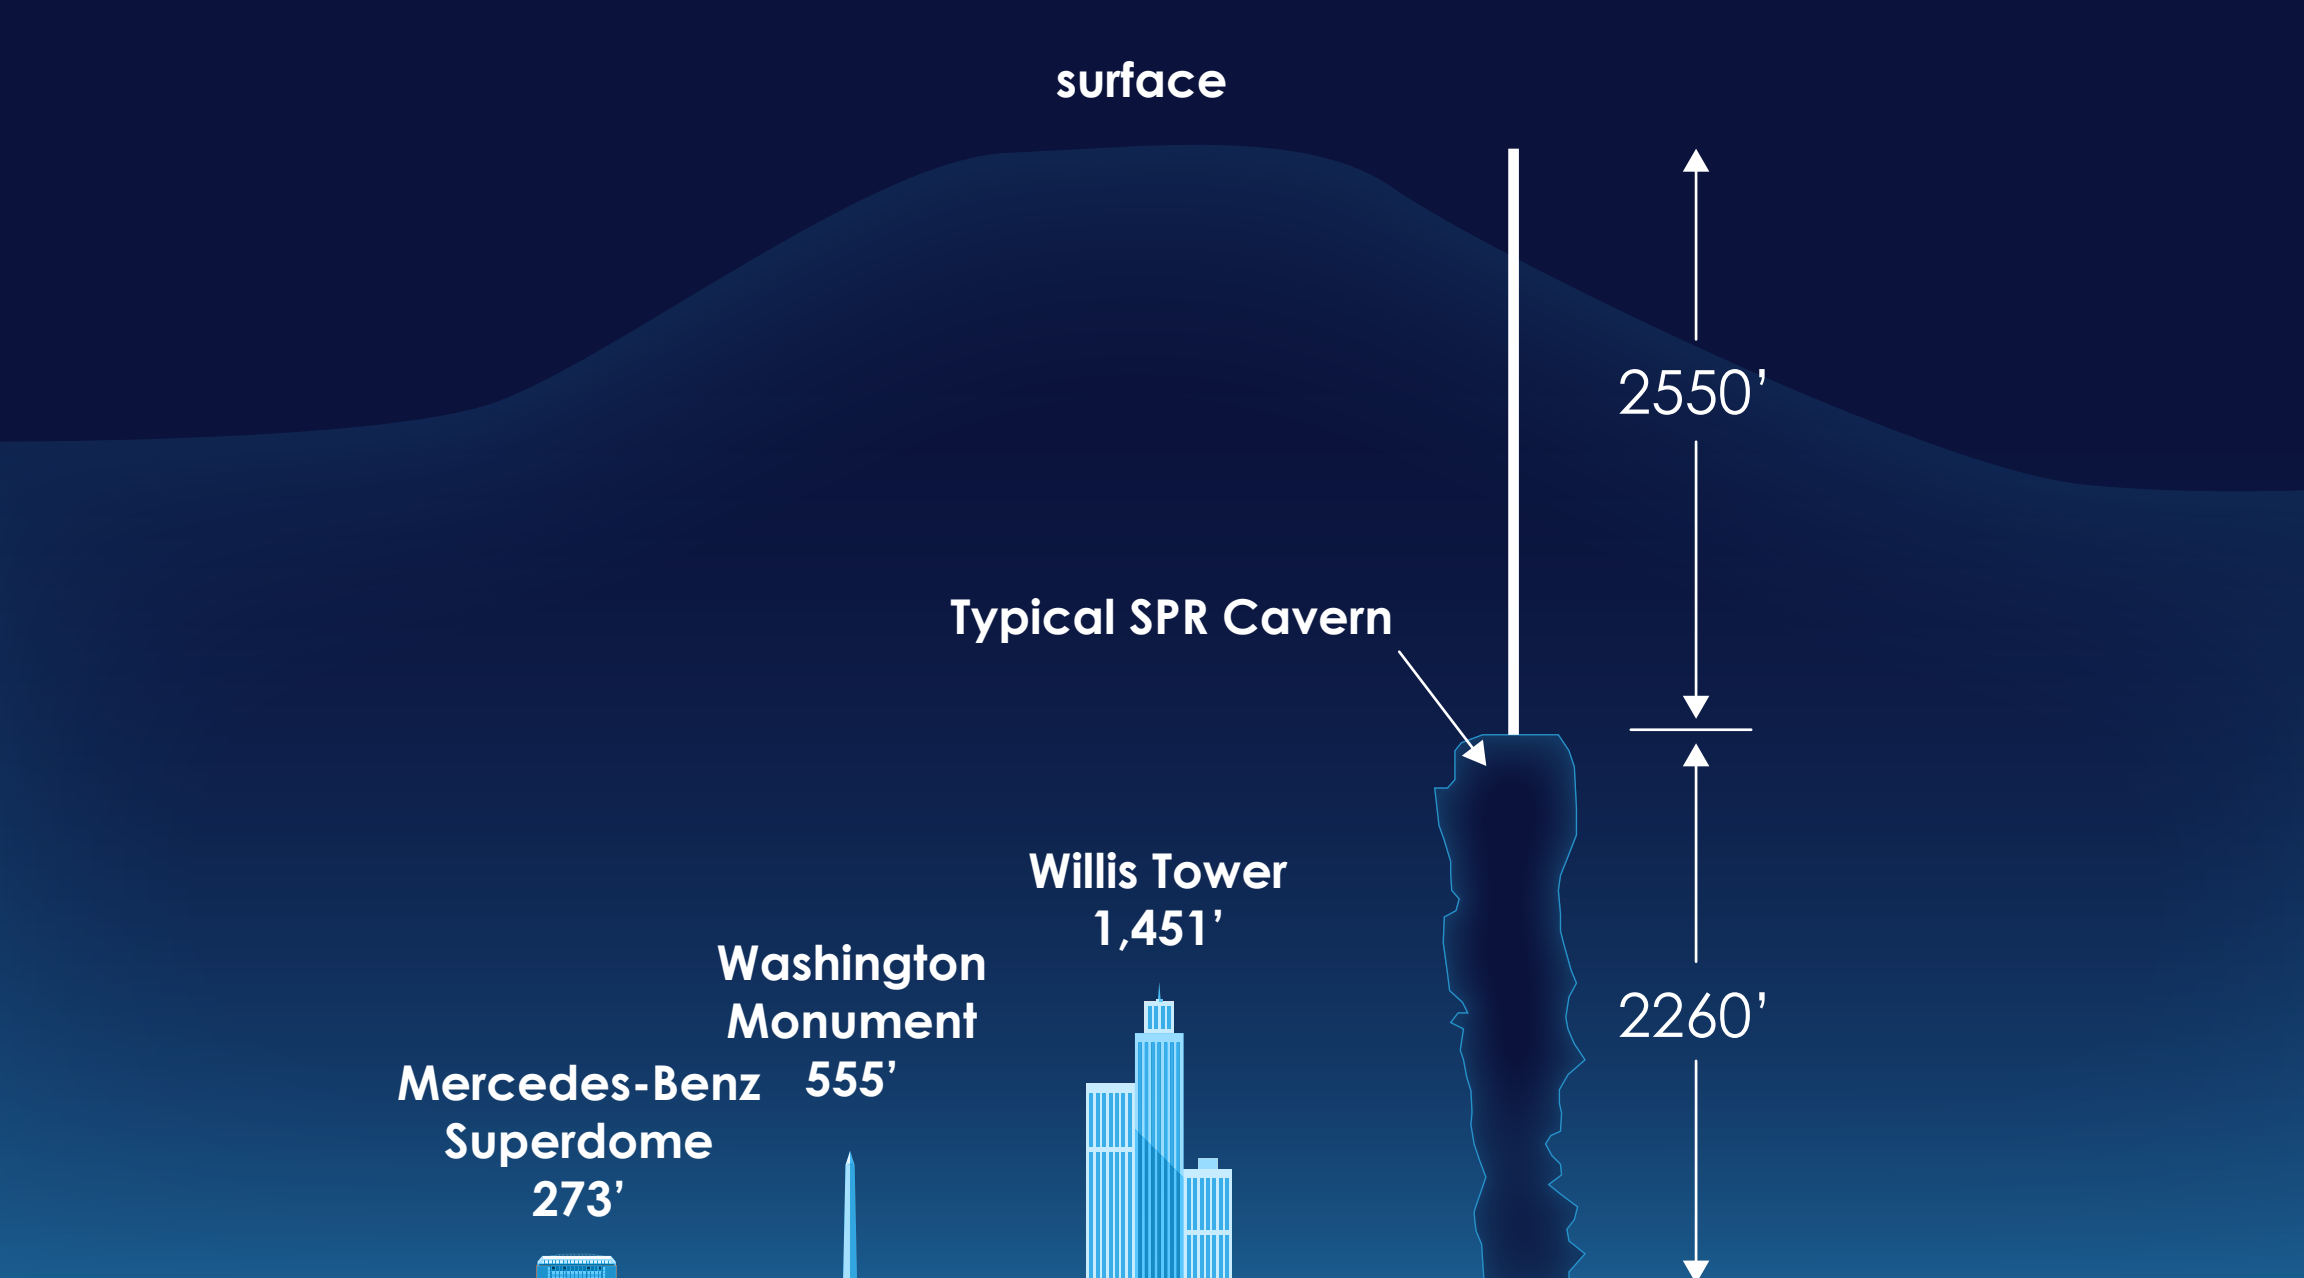 surface
2550’
Typical SPR Cavern
Willis Tower
1,451’
Washington
Monument
555’
2260’
Mercedes-Benz
Superdome
273’